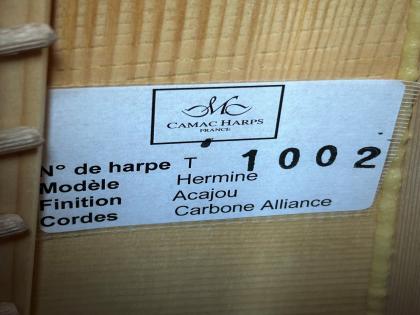 CAMAC HARPS
FRANCE
N° de harpe T 1002
Modèle Hermine
Finition Acajou
Cordes Carbone Alliance